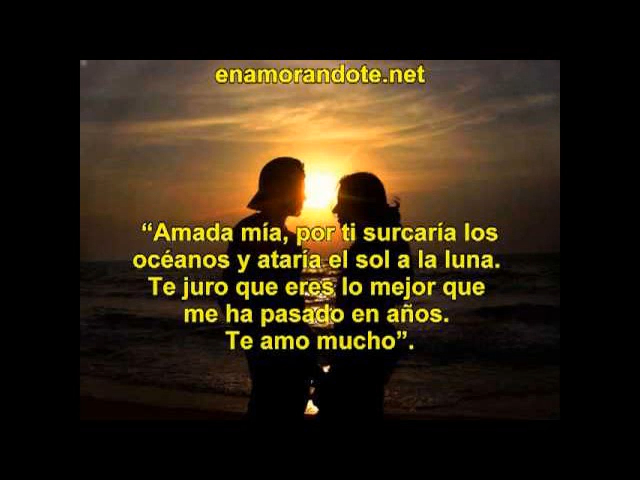 enamorandote.net
“Amada mía, por ti surcaría los
océanos y ataría el sol a la luna.
Te juro que eres lo mejor que
me ha pasado en años.
Te amo mucho”.